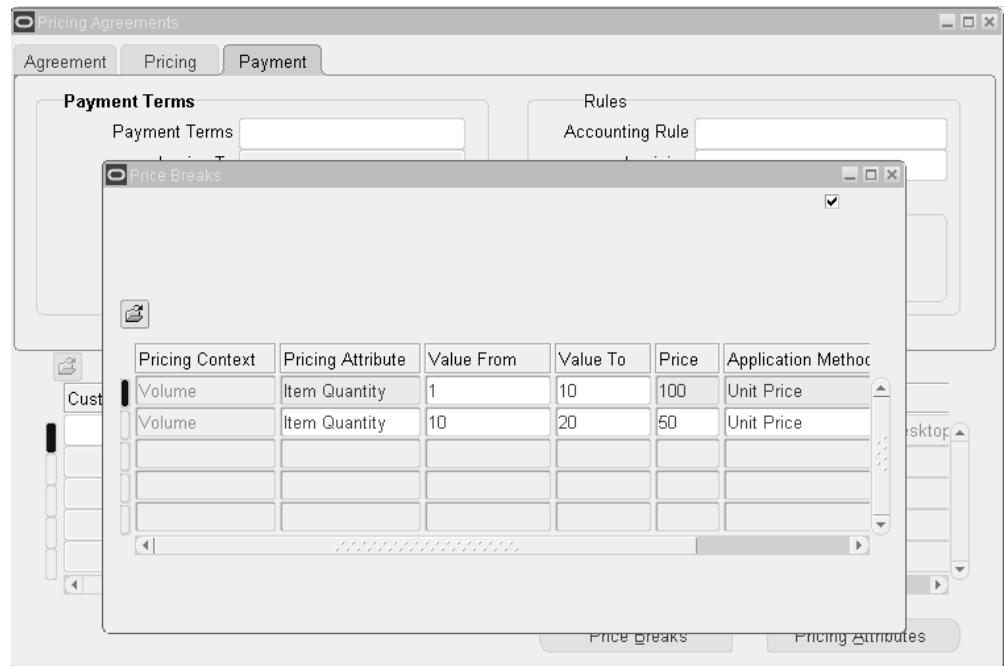 Pricing Agreements
Agreement Pricing Payment
Payment Terms Rules
Payment Terms Accounting Rule
Price Breaks
Pricing Context Pricing Attribute Value From Value To Price Application Method
Volume Item Quantity 1 10 100 Unit Price
Volume Item Quantity 10 20 50 Unit Price
Cust
Price Breaks Pricing Attributes